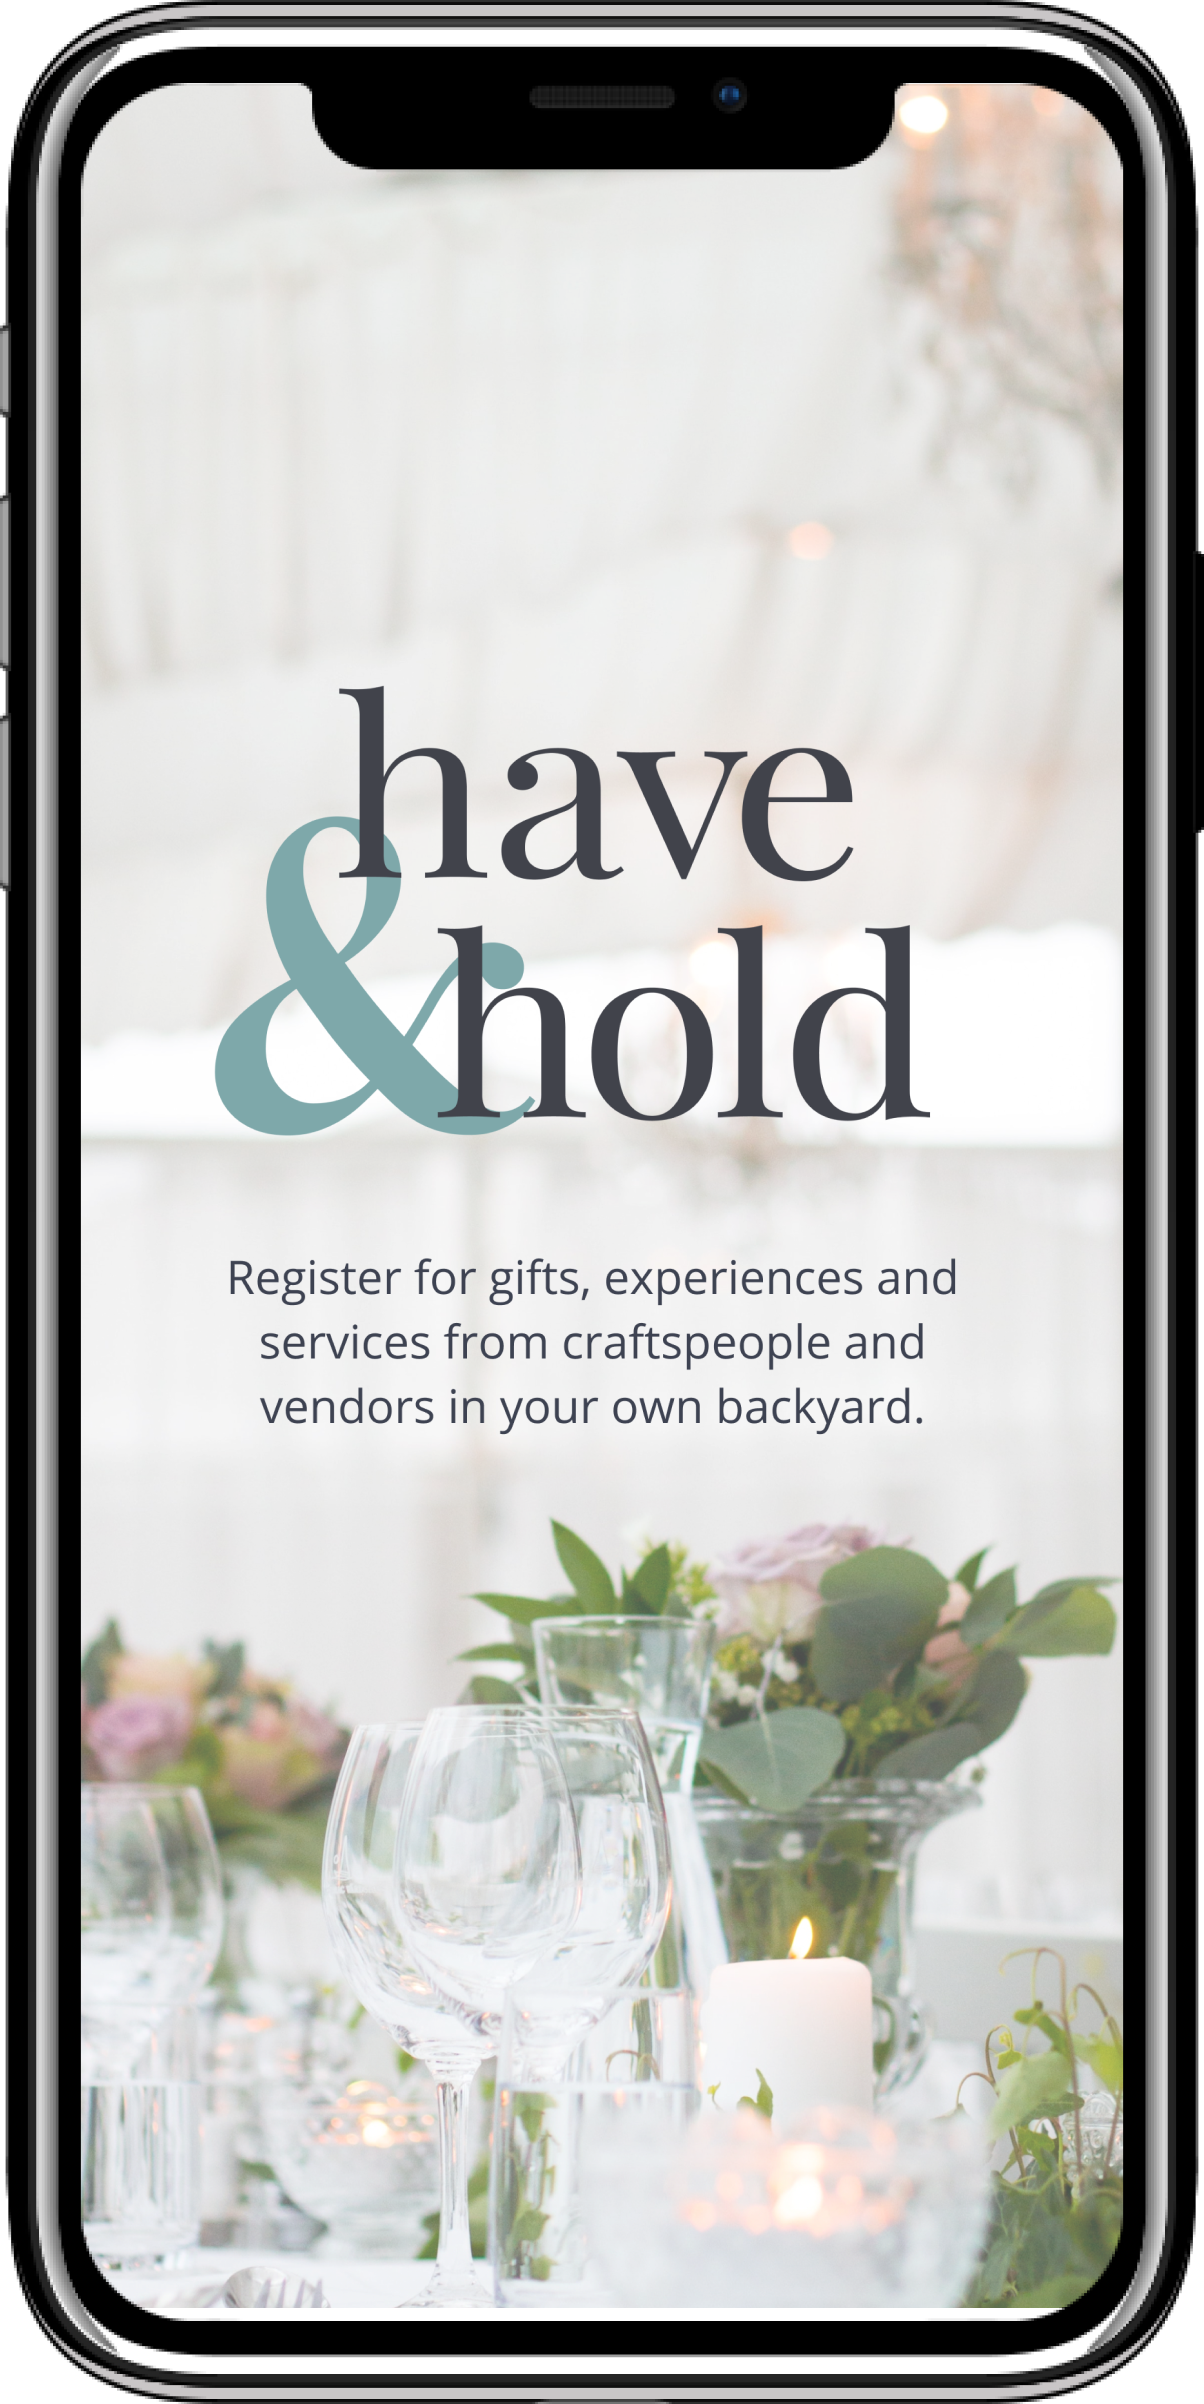 have
&hold
Register for gifts, experiences and
services from craftspeople and
vendors in your own backyard.